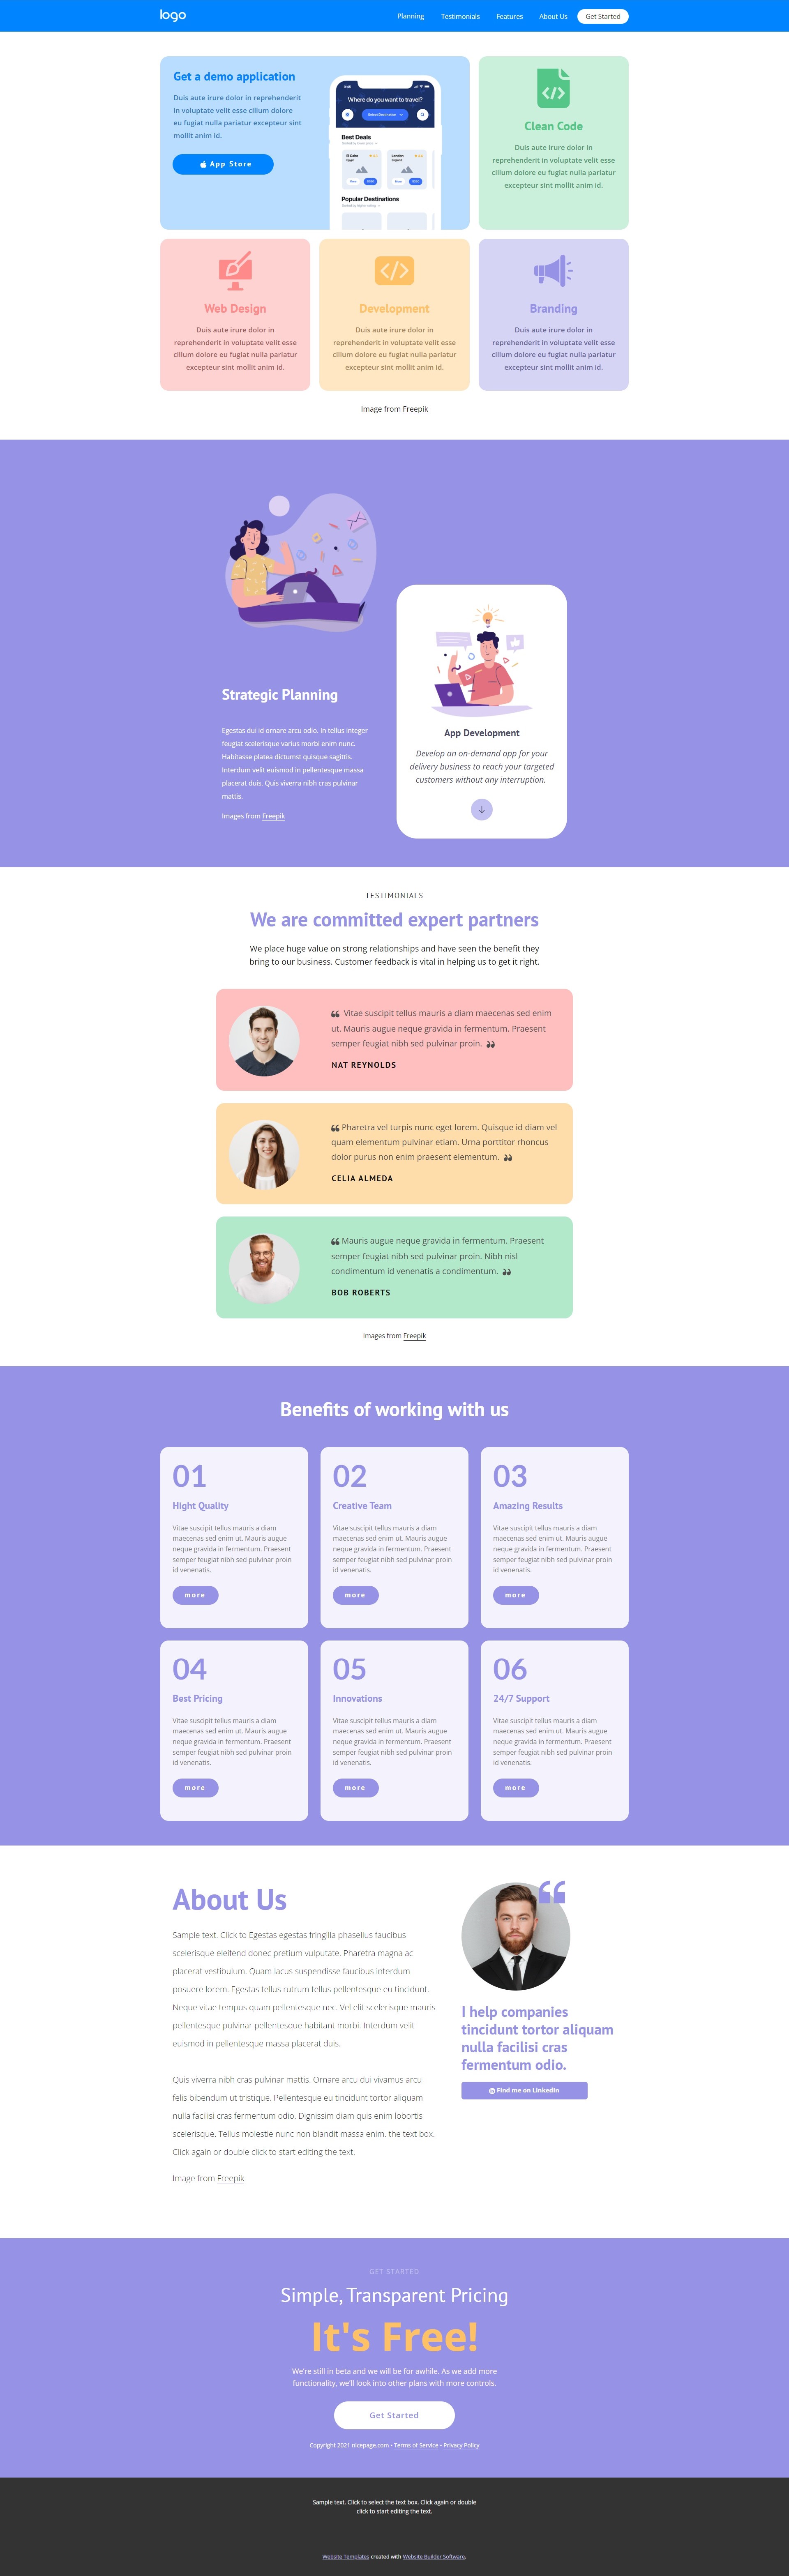 logo
Planning
Testimonials
Features
About Us
Get Started
Get a demo application
Duis aute irure dolor in reprehenderit
in voluptate velit esse cillum dolore
eu fugiat nulla pariatur excepteur sint
mollit anim id.
App Store
Where do you want to travel?
Select Destination
Best Deals
El Cairo
Egypt
London
England
Popular Destinations
Clean Code
Duis aute irure dolor in
reprehenderit in voluptate velit esse
cillum dolore eu fugiat nulla pariatur
excepteur sint mollit anim id.
Web Design
Duis aute irure dolor in
reprehenderit in voluptate velit esse
cillum dolore eu fugiat nulla pariatur
excepteur sint mollit anim id.
Development
Duis aute irure dolor in
reprehenderit in voluptate velit esse
cillum dolore eu fugiat nulla pariatur
excepteur sint mollit anim id.
Branding
Duis aute irure dolor in
reprehenderit in voluptate velit esse
cillum dolore eu fugiat nulla pariatur
excepteur sint mollit anim id.
Image from Freepik
Strategic Planning
Egestas dui id ornare arcu odio. In tellus integer
feugiat scelerisque varius morbi enim nunc.
Habitasse platea dictumst quisque sagittis.
Interdum velit euismod in pellentesque massa
placerat duis. Quis viverra nibh cras pulvinar
mattis.
Images from Freepik
App Development
Develop an on-demand app for your
delivery business to reach your targeted
customers without any interruption.
TESTIMONIALS
We are committed expert partners
We place huge value on strong relationships and have seen the benefit they
bring to our business. Customer feedback is vital in helping us to get it right.
“ Vitae suscipit tellus mauris a diam maecenas sed enim
ut. Mauris augue neque gravida in fermentum. Praesent
semper feugiat nibh sed pulvinar proin. ”
NAT REYNOLDS
“ Pharetra vel turpis nunc eget lorem. Quisque id diam vel
quam elementum pulvinar etiam. Urna porttitor rhoncus
dolor purus non enim praesent elementum. ”
CELIA ALMEDA
“ Mauris augue neque gravida in fermentum. Praesent
semper feugiat nibh sed pulvinar proin. Nibh nisl
condimentum id venenatis a condimentum. ”
BOB ROBERTS
Images from Freepik
Benefits of working with us
01
Hight Quality
Vitae suscipit tellus mauris a diam
maecenas sed enim ut. Mauris augue
neque gravida in fermentum. Praesent
semper feugiat nibh sed pulvinar proin
id venenatis.
more
02
Creative Team
Vitae suscipit tellus mauris a diam
maecenas sed enim ut. Mauris augue
neque gravida in fermentum. Praesent
semper feugiat nibh sed pulvinar proin
id venenatis.
more
03
Amazing Results
Vitae suscipit tellus mauris a diam
maecenas sed enim ut. Mauris augue
neque gravida in fermentum. Praesent
semper feugiat nibh sed pulvinar proin
id venenatis.
more
04
Best Pricing
Vitae suscipit tellus mauris a diam
maecenas sed enim ut. Mauris augue
neque gravida in fermentum. Praesent
semper feugiat nibh sed pulvinar proin
id venenatis.
more
05
Innovations
Vitae suscipit tellus mauris a diam
maecenas sed enim ut. Mauris augue
neque gravida in fermentum. Praesent
semper feugiat nibh sed pulvinar proin
id venenatis.
more
06
24/7 Support
Vitae suscipit tellus mauris a diam
maecenas sed enim ut. Mauris augue
neque gravida in fermentum. Praesent
semper feugiat nibh sed pulvinar proin
id venenatis.
more
About Us
Sample text. Click to Egestas egestas fringilla phasellus faucibus
scelerisque eleifend donec pretium vulputate. Pharetra magna ac
placerat vestibulum. Quam lacus suspendisse faucibus interdum
posuere lorem. Egestas tellus rutrum tellus pellentesque eu tincidunt.
Neque vitae tempus quam pellentesque nec. Vel elit scelerisque mauris
pellentesque pulvinar pellentesque habitant morbi. Interdum velit
euismod in pellentesque massa placerat duis.
Quis viverra nibh cras pulvinar mattis. Ornare arcu dui vivamus arcu
felis bibendum ut tristique. Pellentesque eu tincidunt tortor aliquam
nulla facilisi cras fermentum odio. Dignissim diam quis enim lobortis
scelerisque. Tellus molestie nunc non blandit massa enim. the text box.
Click again or double click to start editing the text.
Image from Freepik
“
I help companies
tincidunt tortor aliquam
nulla facilisi cras
fermentum odio.
Find me on LinkedIn
GET STARTED
Simple, Transparent Pricing
It's Free!
We're still in beta and we will be for awhile. As we add more
functionality, we'll look into other plans with more controls.
Get Started
Copyright 2021 nicepage.com • Terms of Service • Privacy Policy
Sample text. Click to select the text box. Click again or double
click to start editing the text.
Website Templates created with Website Builder Software.